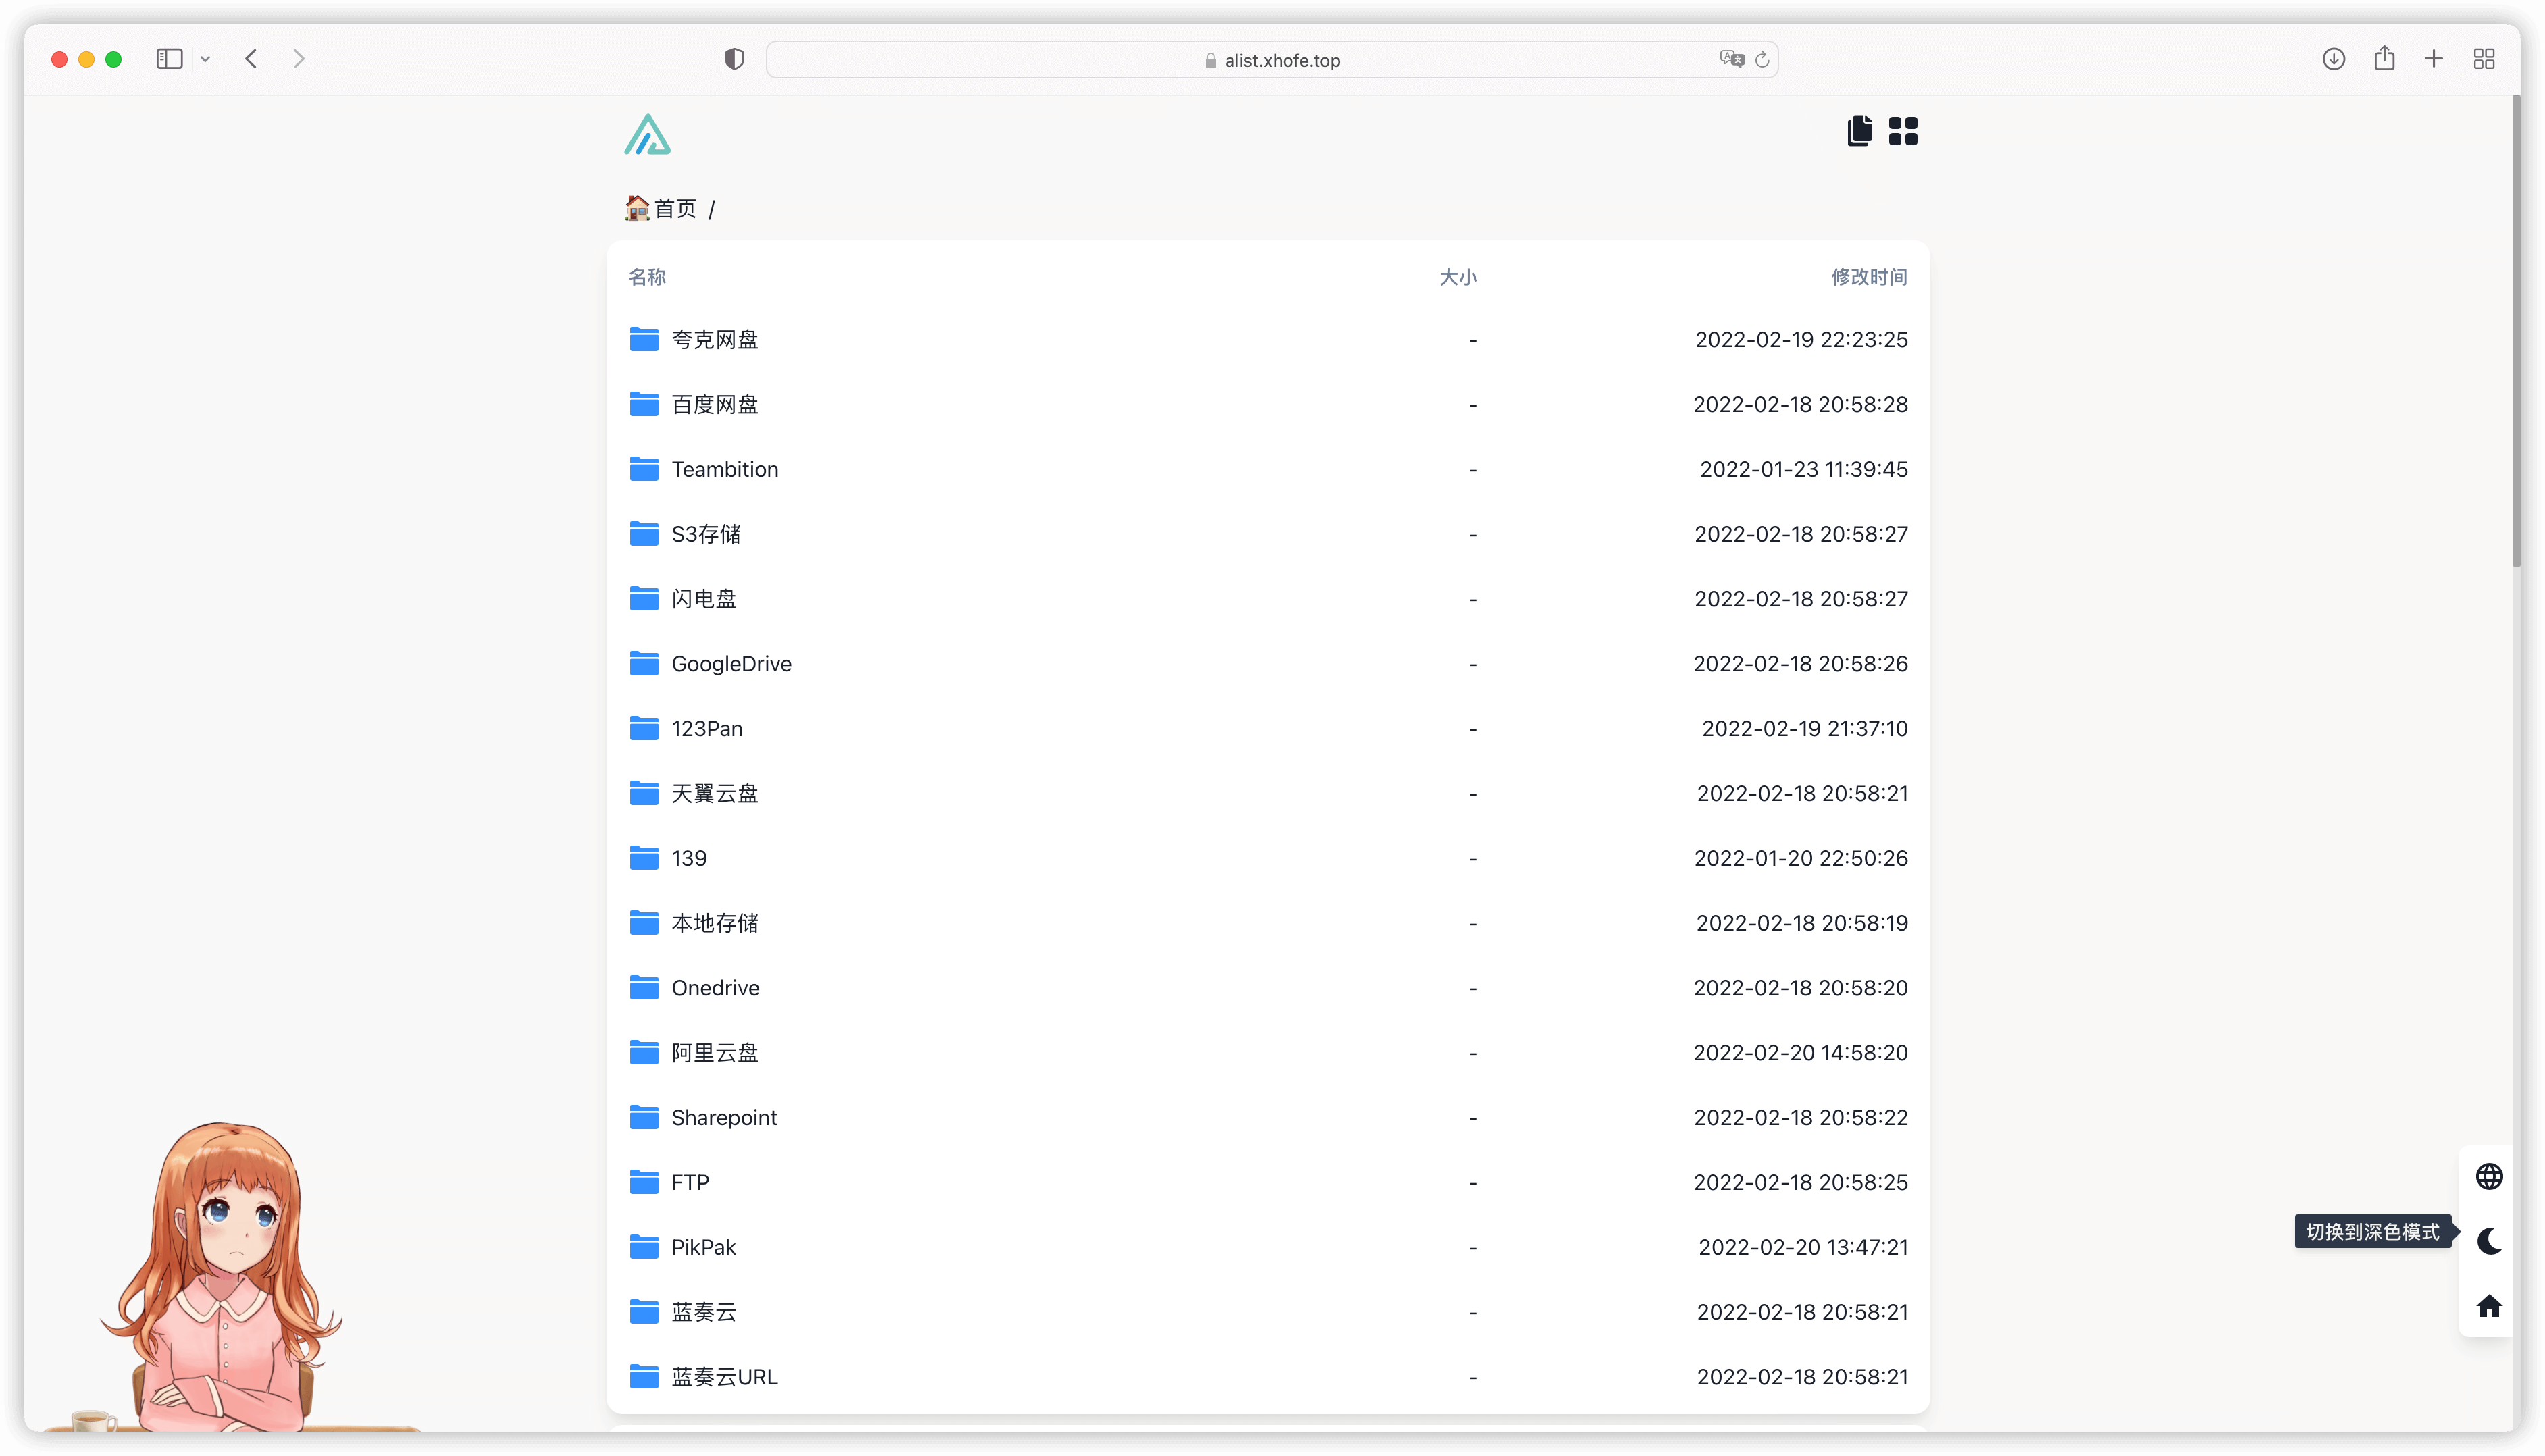 alist.xhofe.top
首页 /
名称 大小 修改时间
夸克网盘 - 2022-02-19 22:23:25
百度网盘 - 2022-02-18 20:58:28
Teambition - 2022-01-23 11:39:45
S3存储 - 2022-02-18 20:58:27
闪电盘 - 2022-02-18 20:58:27
GoogleDrive - 2022-02-18 20:58:26
123Pan - 2022-02-19 21:37:10
天翼云盘 - 2022-02-18 20:58:21
139 - 2022-01-20 22:50:26
本地存储 - 2022-02-18 20:58:19
Onedrive - 2022-02-18 20:58:20
阿里云盘 - 2022-02-20 14:58:20
Sharepoint - 2022-02-18 20:58:22
FTP - 2022-02-18 20:58:25
切换到深色模式
PikPak - 2022-02-20 13:47:21
蓝奏云 - 2022-02-18 20:58:21
蓝奏云URL - 2022-02-18 20:58:21